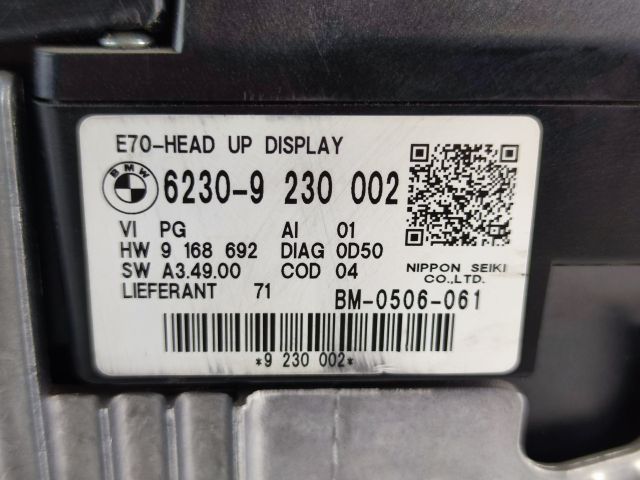 E70-HEAD UP DISPLAY
BMW 6230-9 230 002
VI PG AI 01
HW 9 168 692 DIAG 0D50
SW A3.49.00 COD 04
NIPPON SEIKI
CO.,LTD.
LIEFERANT 71 BM-0506-061
*9 230 002*